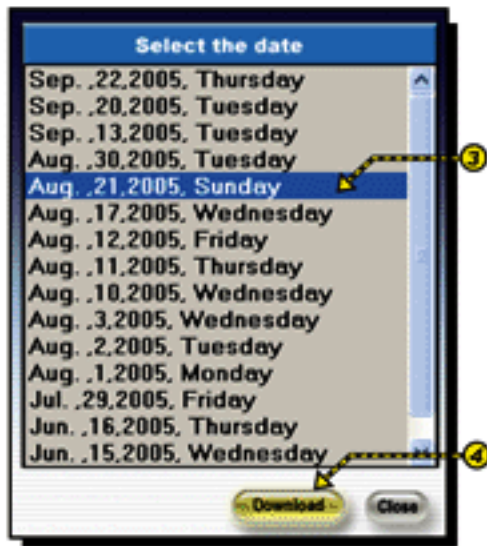 Select the date
Sep. ,22,2005, Thursday
Sep. ,20,2005, Tuesday
Sep. ,13,2005, Tuesday
Aug. ,30,2005, Tuesday
3
Aug. ,21,2005, Sunday
Aug. ,17,2005, Wednesday
Aug. ,12,2005, Friday
Aug. ,11,2005, Thursday
Aug. ,10,2005, Wednesday
Aug. ,3,2005, Wednesday
Aug. ,2,2005, Tuesday
Aug. ,1,2005, Monday
Jul. ,29,2005, Friday
Jun. ,16,2005, Thursday
Jun. ,15,2005, Wednesday
4
Download Close